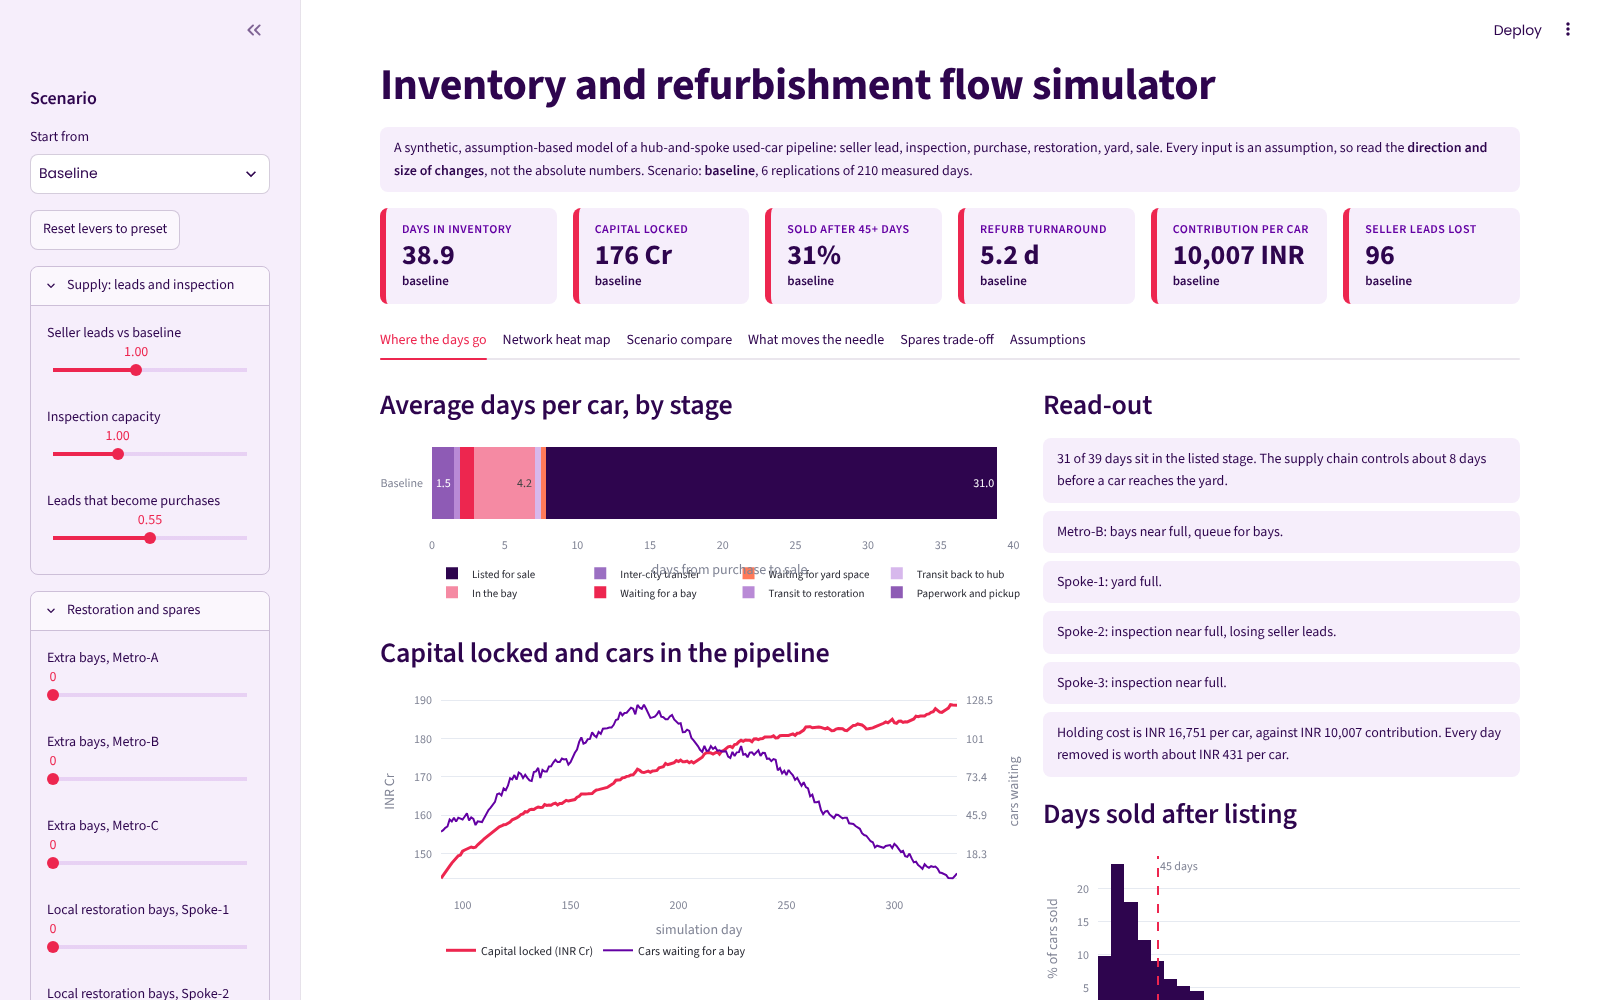 Deploy
Scenario
Start from
Baseline
Reset levers to preset
Supply: leads and inspection
Seller leads vs baseline
1.00
Inspection capacity
1.00
Leads that become purchases
0.55
Restoration and spares
Extra bays, Metro-A
0
Extra bays, Metro-B
0
Extra bays, Metro-C
0
Local restoration bays, Spoke-1
0
Local restoration bays, Spoke-2
Inventory and refurbishment flow simulator
A synthetic, assumption-based model of a hub-and-spoke used-car pipeline: seller lead, inspection, purchase, restoration, yard, sale. Every input is an assumption, so read the direction and
size of changes, not the absolute numbers. Scenario: baseline, 6 replications of 210 measured days.
DAYS IN INVENTORY
38.9
baseline
CAPITAL LOCKED
176 Cr
baseline
SOLD AFTER 45+ DAYS
31%
baseline
REFURB TURNAROUND
5.2 d
baseline
CONTRIBUTION PER CAR
10,007 INR
baseline
SELLER LEADS LOST
96
baseline
Where the days go Network heat map Scenario compare What moves the needle Spares trade-off Assumptions
Average days per car, by stage
Baseline 1.5 4.2 31.0
0 5 10 15 20 25 30 35 40
days from purchase to sale
Listed for sale Inter-city transfer Waiting for yard space Transit back to hub
In the bay Waiting for a bay Transit to restoration Paperwork and pickup
Capital locked and cars in the pipeline
190 128.5
180 101
170 73.4
160 45.9
150 18.3
INR Cr
cars waiting
100 150 200 250 300
simulation day
Capital locked (INR Cr) Cars waiting for a bay
Read-out
31 of 39 days sit in the listed stage. The supply chain controls about 8 days
before a car reaches the yard.
Metro-B: bays near full, queue for bays.
Spoke-1: yard full.
Spoke-2: inspection near full, losing seller leads.
Spoke-3: inspection near full.
Holding cost is INR 16,751 per car, against INR 10,007 contribution. Every day
removed is worth about INR 431 per car.
Days sold after listing
45 days
20
15
10
5
% of cars sold